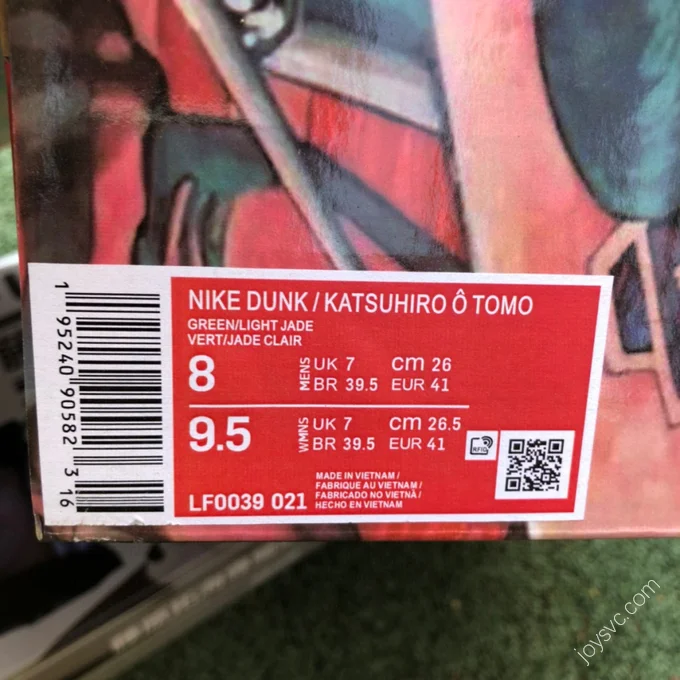 NIKE DUNK / KATSUHIRO Ô TOMO
GREEN/LIGHT JADE
VERT/JADE CLAIR
8 MENS UK 7 cm 26
BR 39.5 EUR 41
9.5 WMNS UK 7 cm 26.5
BR 39.5 EUR 41
RFID
LF0039 021
MADE IN VIETNAM /
FABRIQUE AU VIETNAM /
FABRICADO NO VIETNÃ /
HECHO EN VIETNAM
1 95240 90582 3 16
joysvc.com